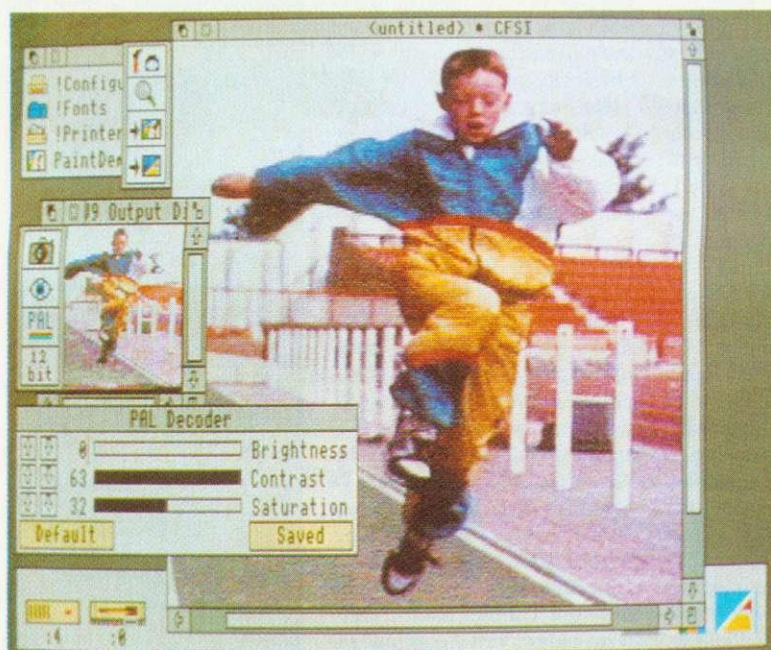 <untitled> * CFSI
!Configu
!Fonts
!Printer
PaintDem
09 Output Di
PAL
12
bit
PAL Decoder
0 Brightness
63 Contrast
32 Saturation
Default Saved
:4 :0